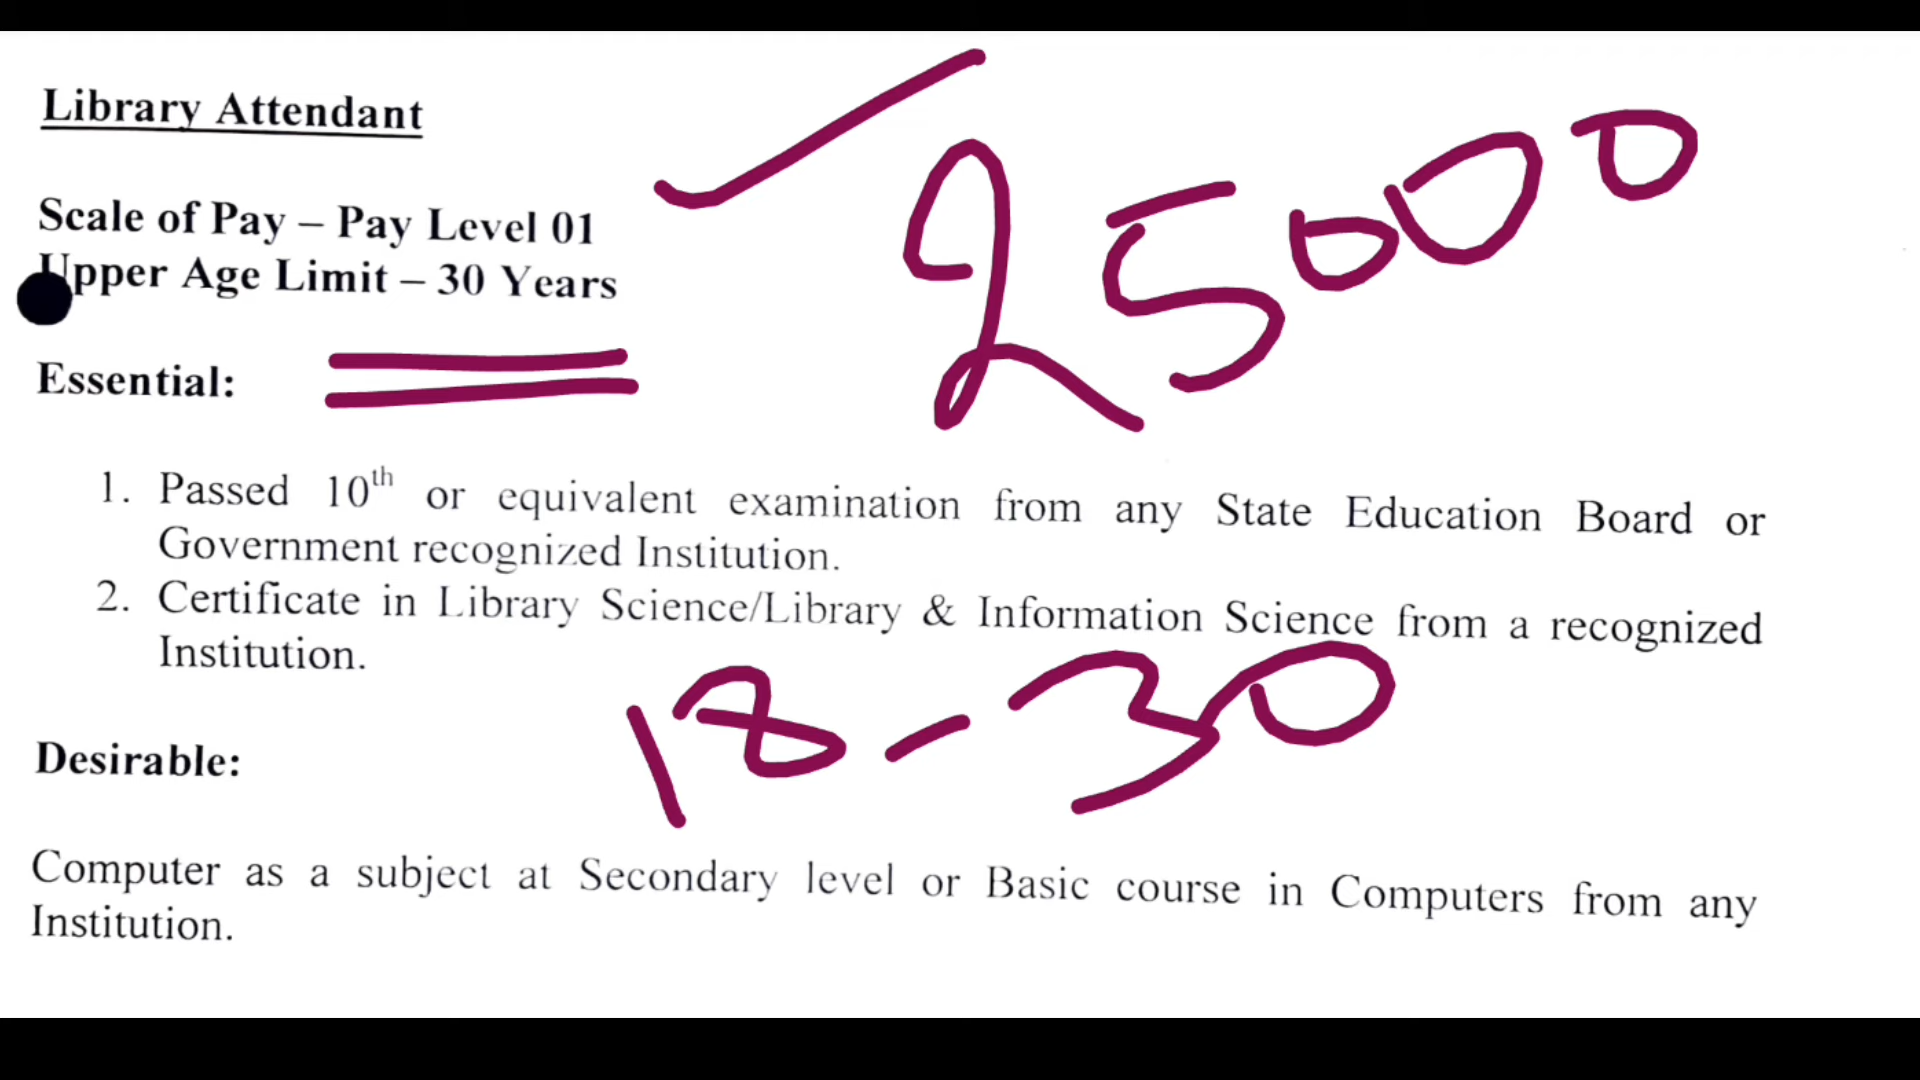 Library Attendant
25000
Scale of Pay – Pay Level 01
Upper Age Limit – 30 Years
Essential:
1. Passed 10th or equivalent examination from any State Education Board or
Government recognized Institution.
2. Certificate in Library Science/Library & Information Science from a recognized
Institution.
18-30
Desirable:
Computer as a subject at Secondary level or Basic course in Computers from any
Institution.